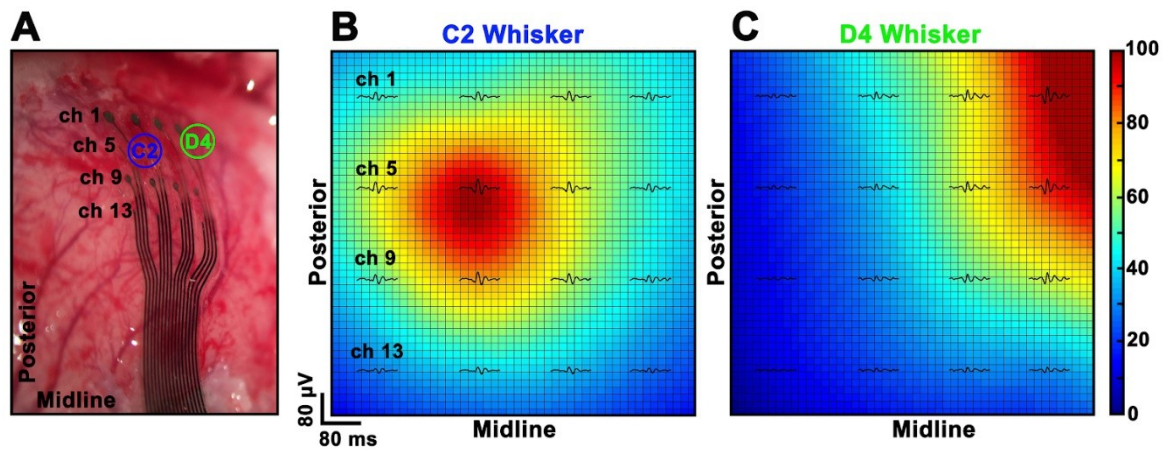 A
ch 1
C2
D4
ch 5
ch 9
ch 13
Posterior
Midline
B
C2 Whisker
ch 1
ch 5
Posterior
ch 9
ch 13
80 µV
80 ms
Midline
C
D4 Whisker
Posterior
Midline
100
80
60
40
20
0